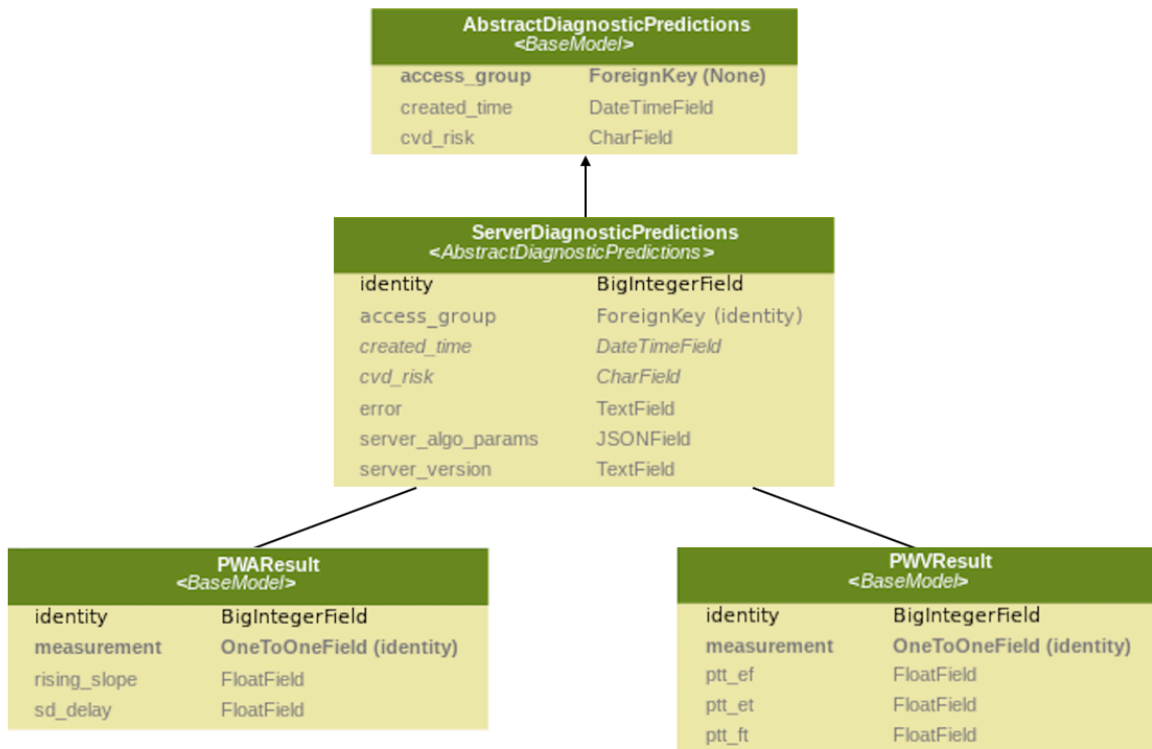 AbstractDiagnosticPredictions
<BaseModel>
access_group ForeignKey (None)
created_time DateTimeField
cvd_risk CharField
ServerDiagnosticPredictions
<AbstractDiagnosticPredictions>
identity BigIntegerField
access_group ForeignKey (identity)
created_time DateTimeField
cvd_risk CharField
error TextField
server_algo_params JSONField
server_version TextField
PWAResult
<BaseModel>
identity BigIntegerField
measurement OneToOneField (identity)
rising_slope FloatField
sd_delay FloatField
PWVResult
<BaseModel>
identity BigIntegerField
measurement OneToOneField (identity)
ptt_ef FloatField
ptt_et FloatField
ptt_ft FloatField